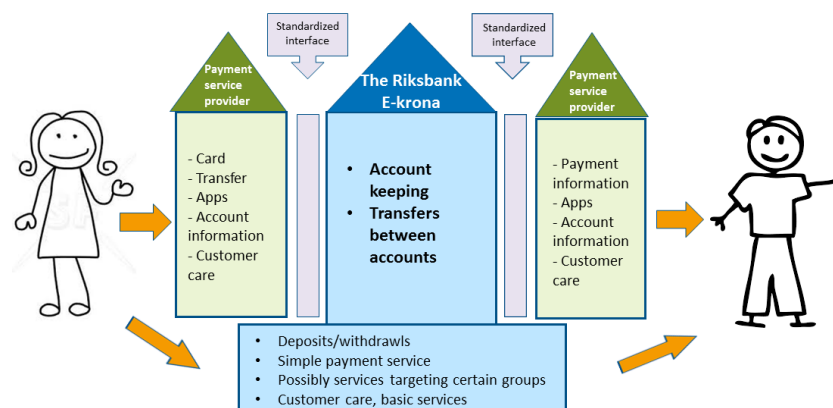 Standardized
interface
Standardized
interface
Payment
service
provider
The Riksbank
E-krona
Payment
service
provider
- Card
- Transfer
- Apps
- Account
information
- Customer
care
• Account
keeping
• Transfers
between
accounts
- Payment
information
- Apps
- Account
information
- Customer
care
• Deposits/withdrawls
• Simple payment service
• Possibly services targeting certain groups
• Customer care, basic services